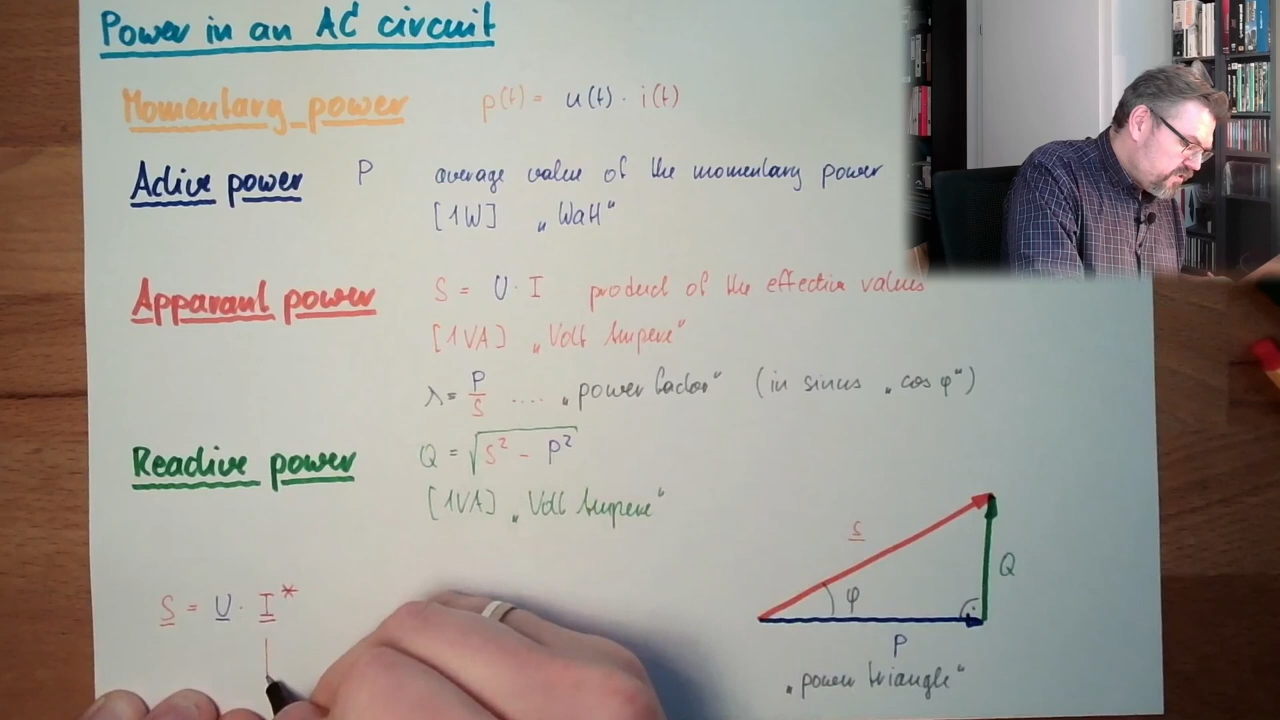 Power in an AC circuit
Momentary power p(t) = u(t) · i(t)
Active power P average value of the momentary power
[1W] „Watt“
Apparant power S = U · I product of the effective values
[1VA] „Volt Ampere“
λ = P/S .... „power factor“ (in sinus „cos φ“)
Reactive power Q = √(S² - P²)
[1VA] „Volt Ampere“
S
Q
φ
S = U · I*
P
„power triangle“